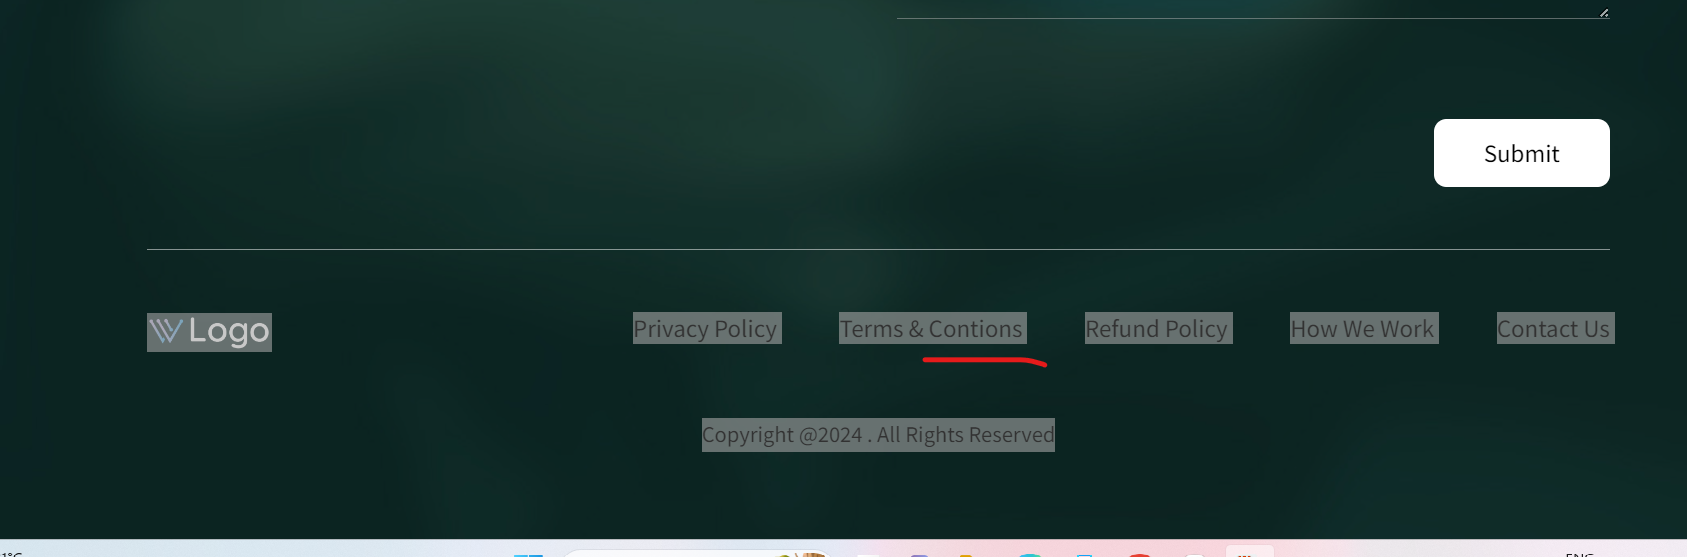 Submit
Logo
Privacy Policy Terms & Contions Refund Policy How We Work Contact Us
Copyright @2024 . All Rights Reserved